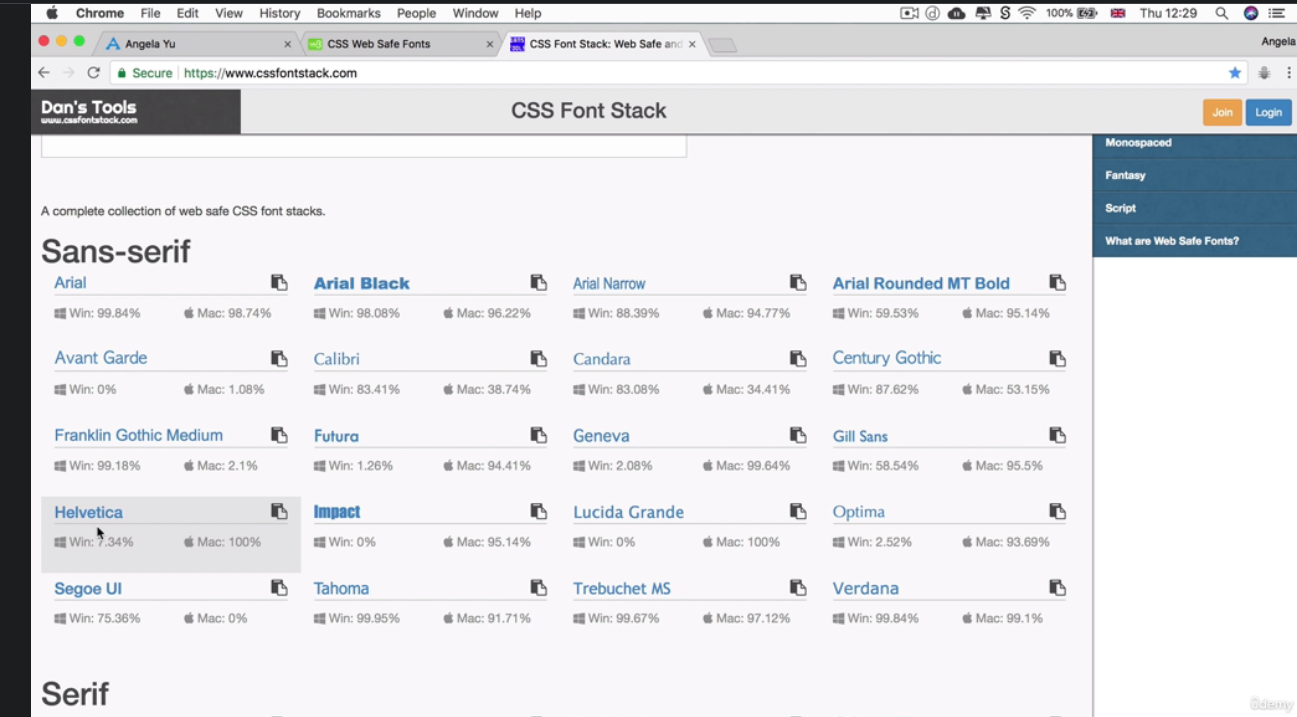 Chrome File Edit View History Bookmarks People Window Help 100% Thu 12:29
Angela Yu CSS Web Safe Fonts CSS Font Stack: Web Safe and Angela
Secure https://www.cssfontstack.com
Dan's Tools
www.cssfontstack.com
CSS Font Stack
Join Login
Monospaced
Fantasy
Script
What are Web Safe Fonts?
A complete collection of web safe CSS font stacks.
Sans-serif
Arial Arial Black Arial Narrow Arial Rounded MT Bold
Win: 99.84% Mac: 98.74% Win: 98.08% Mac: 96.22% Win: 88.39% Mac: 94.77% Win: 59.53% Mac: 95.14%
Avant Garde Calibri Candara Century Gothic
Win: 0% Mac: 1.08% Win: 83.41% Mac: 38.74% Win: 83.08% Mac: 34.41% Win: 87.62% Mac: 53.15%
Franklin Gothic Medium Futura Geneva Gill Sans
Win: 99.18% Mac: 2.1% Win: 1.26% Mac: 94.41% Win: 2.08% Mac: 99.64% Win: 58.54% Mac: 95.5%
Helvetica Impact Lucida Grande Optima
Win: 7.34% Mac: 100% Win: 0% Mac: 95.14% Win: 0% Mac: 100% Win: 2.52% Mac: 93.69%
Segoe UI Tahoma Trebuchet MS Verdana
Win: 75.36% Mac: 0% Win: 99.95% Mac: 91.71% Win: 99.67% Mac: 97.12% Win: 99.84% Mac: 99.1%
Serif
ûdemy